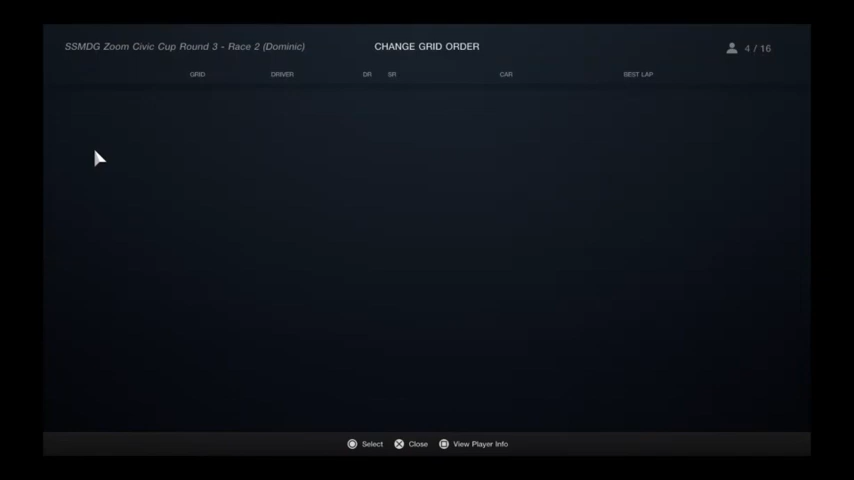 SSMDG Zoom Civic Cup Round 3 - Race 2 (Dominic) CHANGE GRID ORDER 4 / 16
GRID DRIVER DR SR CAR BEST LAP
Select Close View Player Info